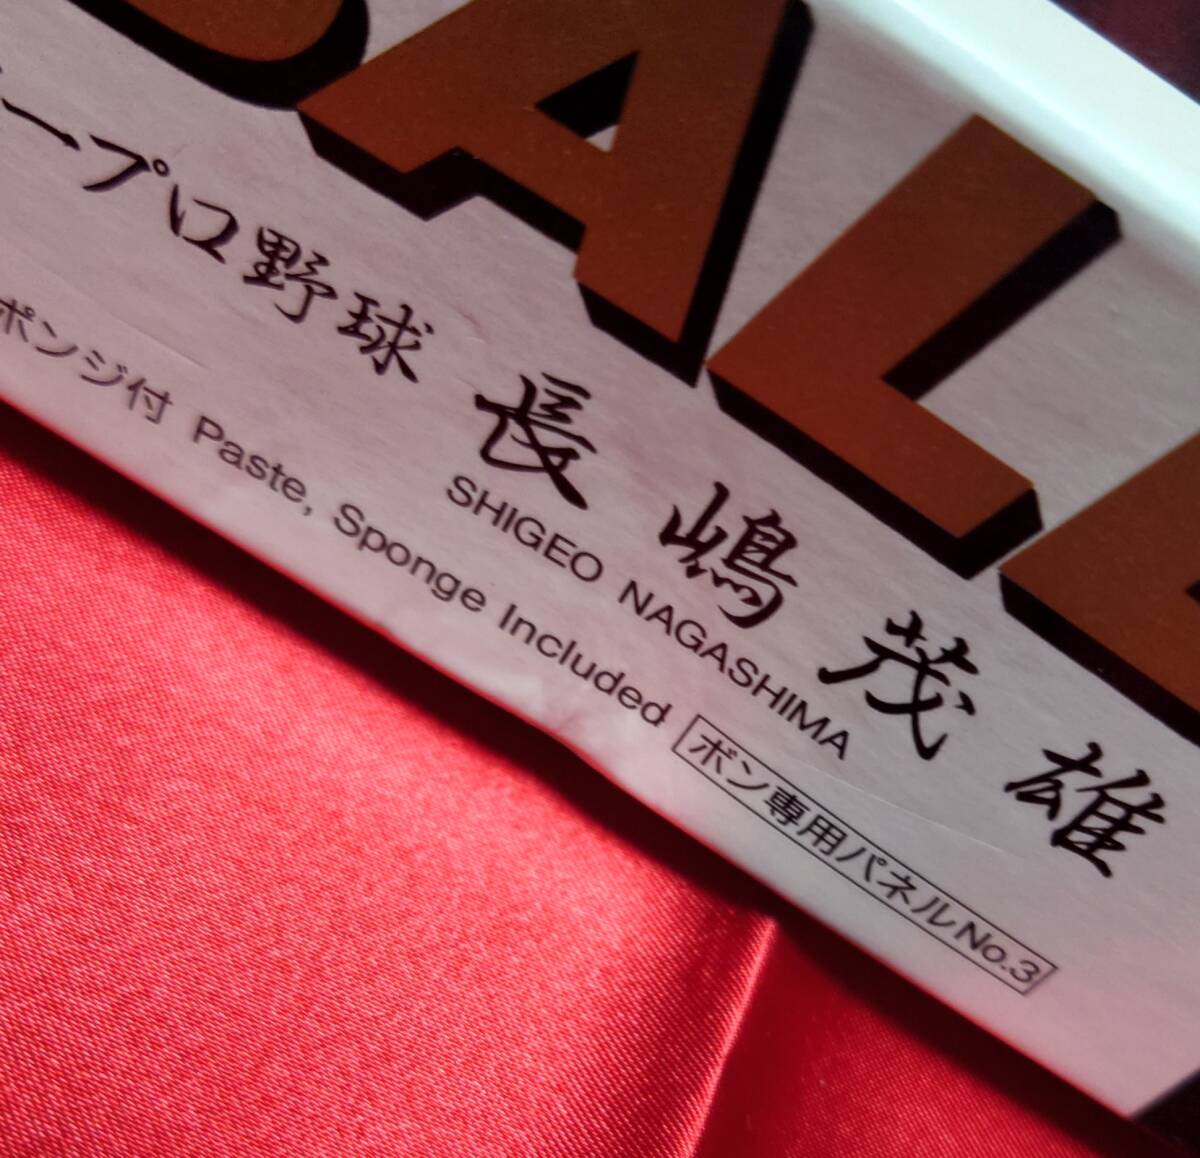 BALL
ープロ野球 長嶋茂雄
SHIGEO NAGASHIMA
ポンジ付 Paste, Sponge Included ボン専用パネルNo.3